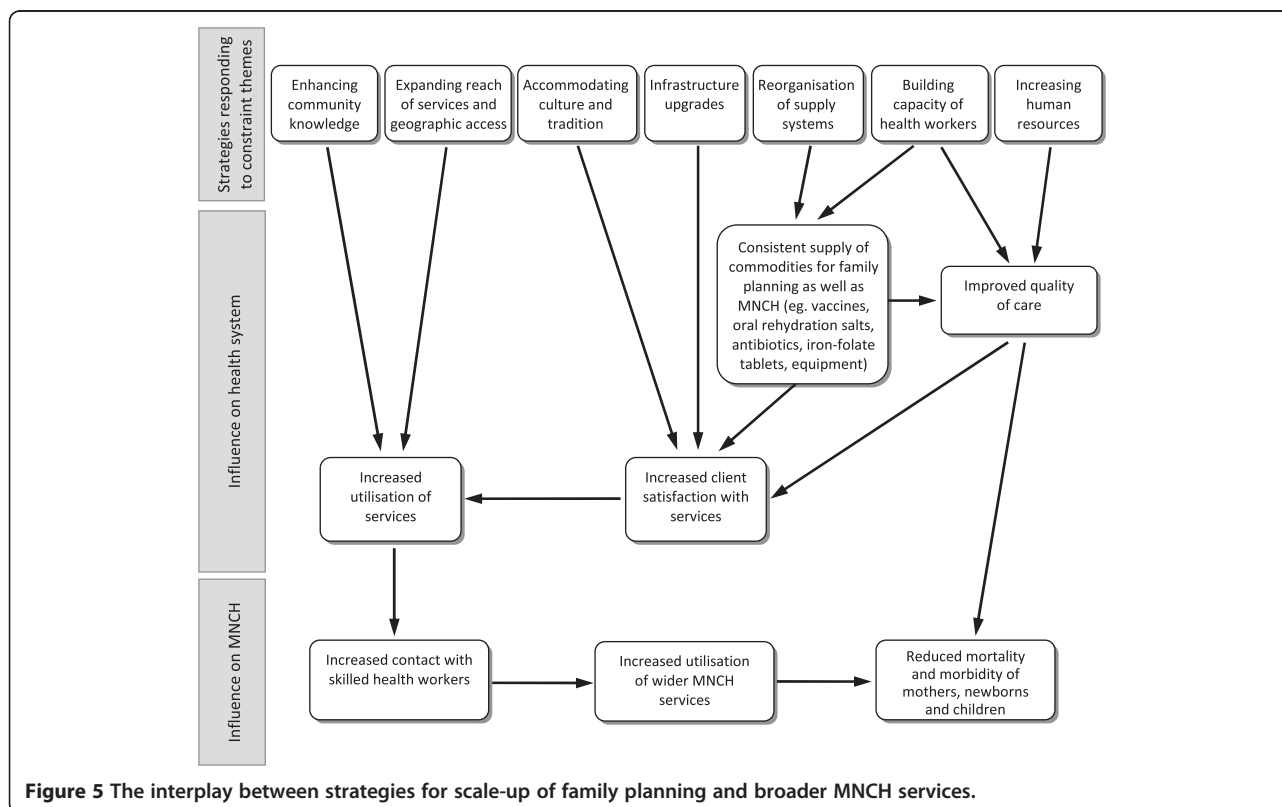 Strategies responding
to constraint themes
Enhancing
community
knowledge
Expanding reach
of services and
geographic access
Accommodating
culture and
tradition
Infrastructure
upgrades
Reorganisation
of supply
systems
Building
capacity of
health workers
Increasing
human
resources
Influence on health system
Consistent supply of
commodities for family
planning as well as
MNCH (eg. vaccines,
oral rehydration salts,
antibiotics, iron-folate
tablets, equipment)
Improved quality
of care
Increased
utilisation of
services
Increased client
satisfaction with
services
Influence on MNCH
Increased contact with
skilled health workers
Increased utilisation
of wider MNCH
services
Reduced mortality
and morbidity of
mothers, newborns
and children
Figure 5 The interplay between strategies for scale-up of family planning and broader MNCH services.